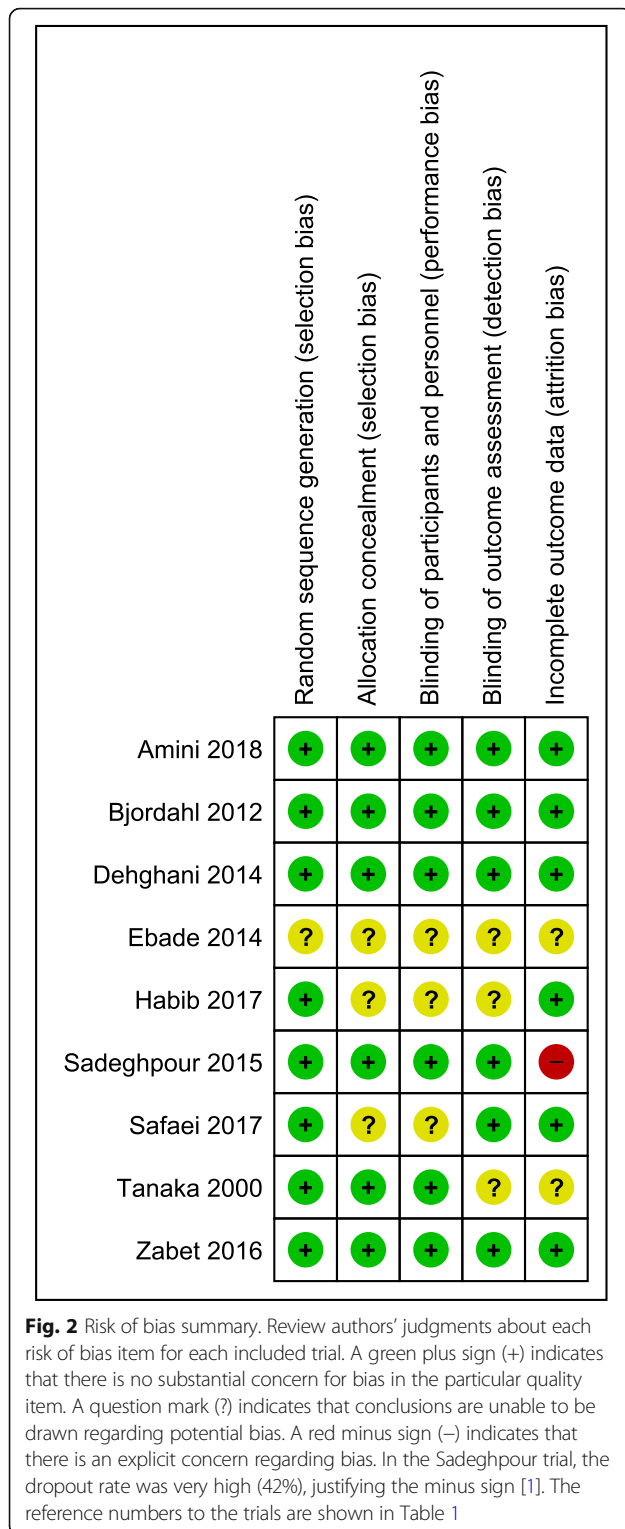 Random sequence generation (selection bias)
Allocation concealment (selection bias)
Blinding of participants and personnel (performance bias)
Blinding of outcome assessment (detection bias)
Incomplete outcome data (attrition bias)
Amini 2018 + + + + +
Bjordahl 2012 + + + + +
Dehghani 2014 + + + + +
Ebade 2014 ? ? ? ? ?
Habib 2017 + ? ? ? +
Sadeghpour 2015 + + + + −
Safaei 2017 + ? ? + +
Tanaka 2000 + + + ? ?
Zabet 2016 + + + + +
Fig. 2 Risk of bias summary. Review authors’ judgments about each
risk of bias item for each included trial. A green plus sign (+) indicates
that there is no substantial concern for bias in the particular quality
item. A question mark (?) indicates that conclusions are unable to be
drawn regarding potential bias. A red minus sign (−) indicates that
there is an explicit concern regarding bias. In the Sadeghpour trial, the
dropout rate was very high (42%), justifying the minus sign [1]. The
reference numbers to the trials are shown in Table 1